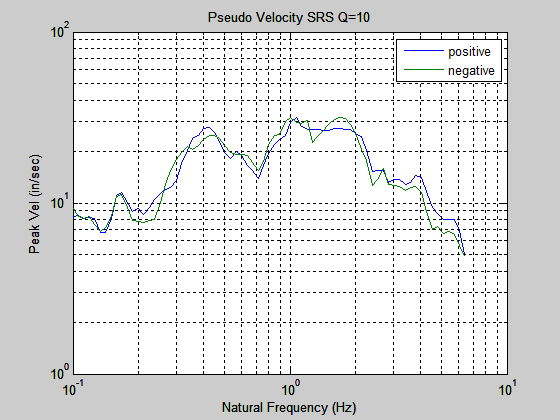 Pseudo Velocity SRS Q=10
10^2
positive
negative
10^1
Peak Vel (in/sec)
10^0
10^-1
10^0
10^1
Natural Frequency (Hz)